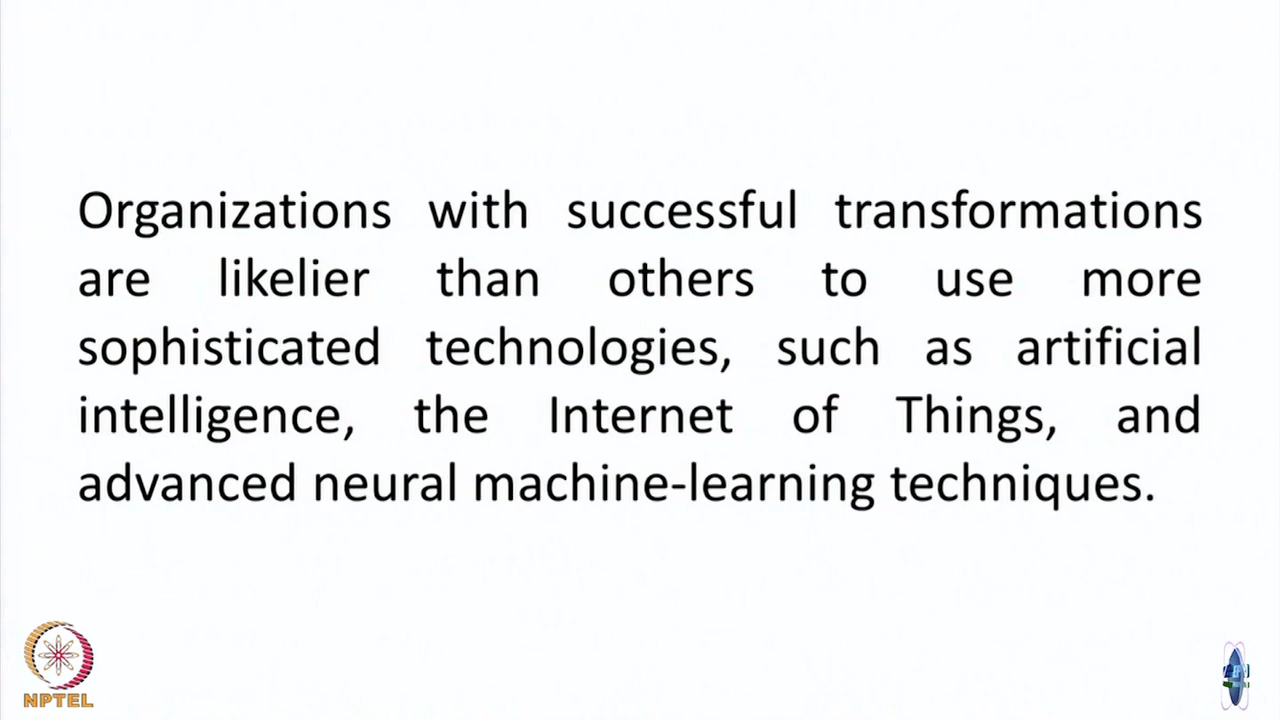 Organizations with successful transformations
are likelier than others to use more
sophisticated technologies, such as artificial
intelligence, the Internet of Things, and
advanced neural machine-learning techniques.
NPTEL